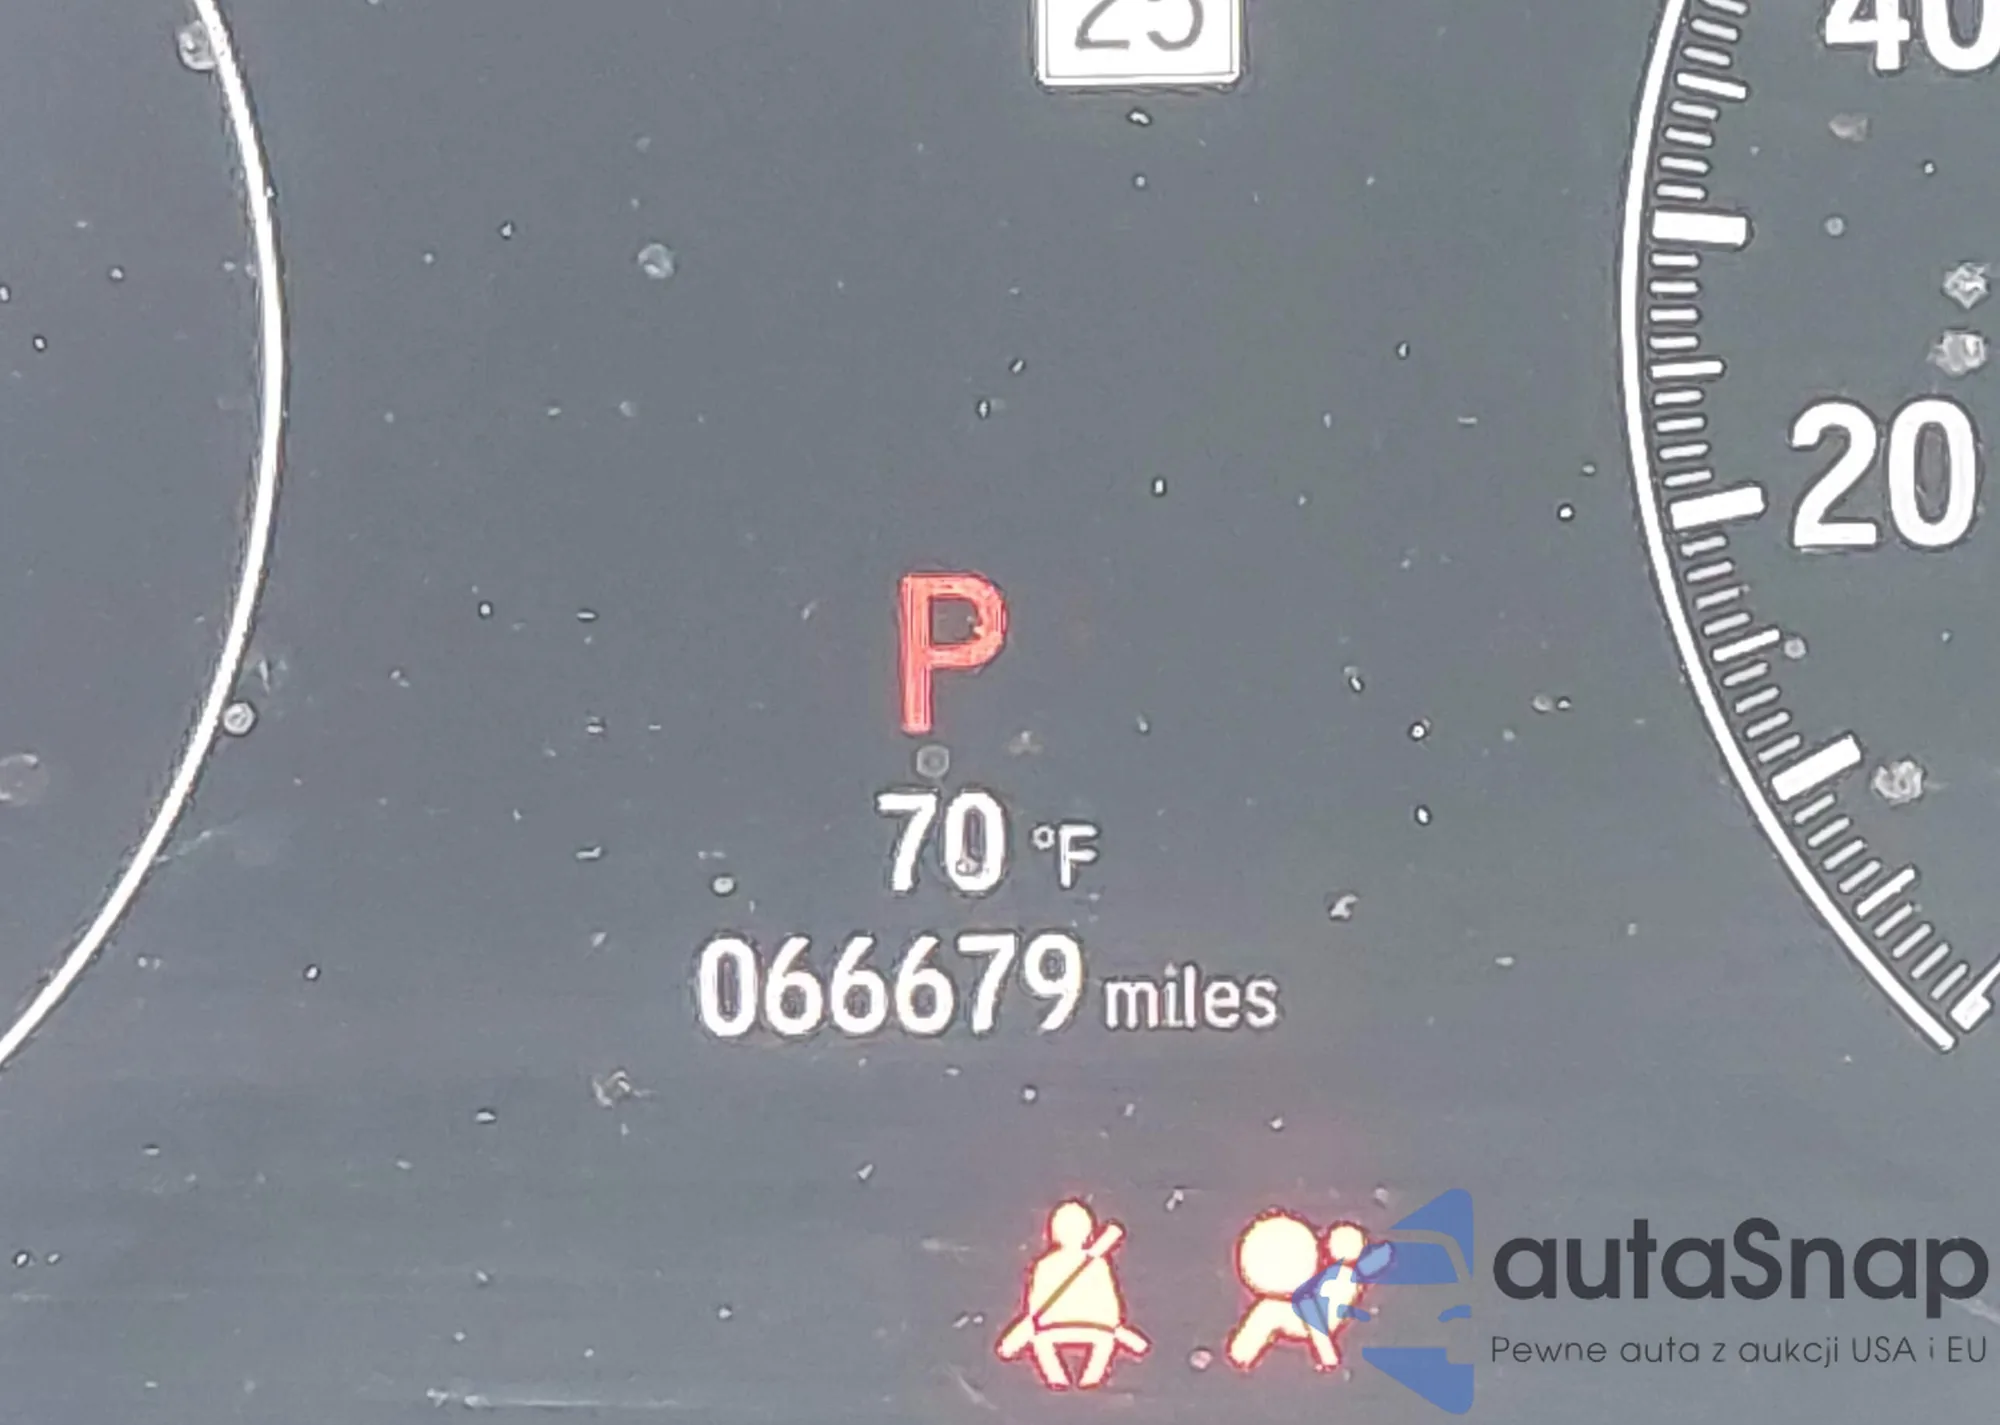 25
40
20
P
70 °F
066679 miles
autaSnap
Pewne auta z aukcji USA i EU